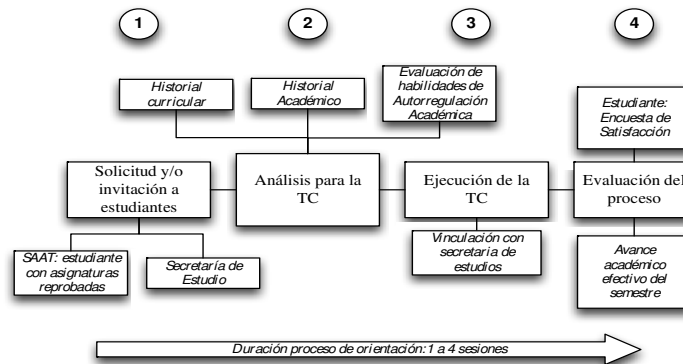 1
2
3
4
Historial
curricular
Historial
Académico
Evaluación de
habilidades de
Autorregulación
Académica
Estudiante:
Encuesta de
Satisfacción
Solicitud y/o
invitación a
estudiantes
Análisis para la
TC
Ejecución de la
TC
Evaluación del
proceso
SAAT: estudiante
con asignaturas
reprobadas
Secretaría de
Estudio
Vinculación con
secretaria de
estudios
Avance
académico
efectivo del
semestre
Duración proceso de orientación: 1 a 4 sesiones